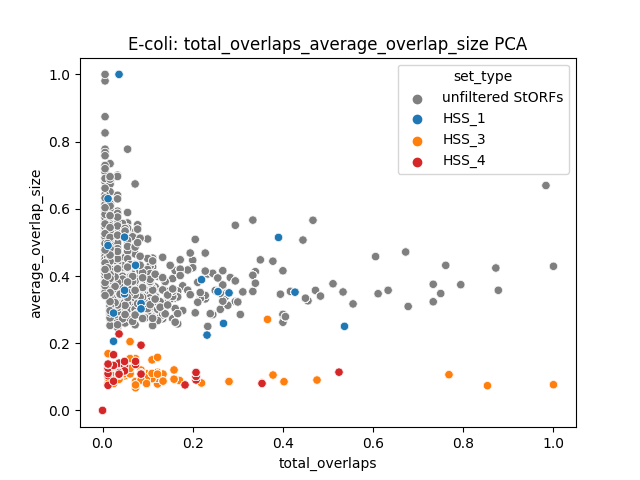 E-coli: total_overlaps_average_overlap_size PCA
set_type
unfiltered StORFs
HSS_1
HSS_3
HSS_4
average_overlap_size
1.0
0.8
0.6
0.4
0.2
0.0
0.0 0.2 0.4 0.6 0.8 1.0
total_overlaps